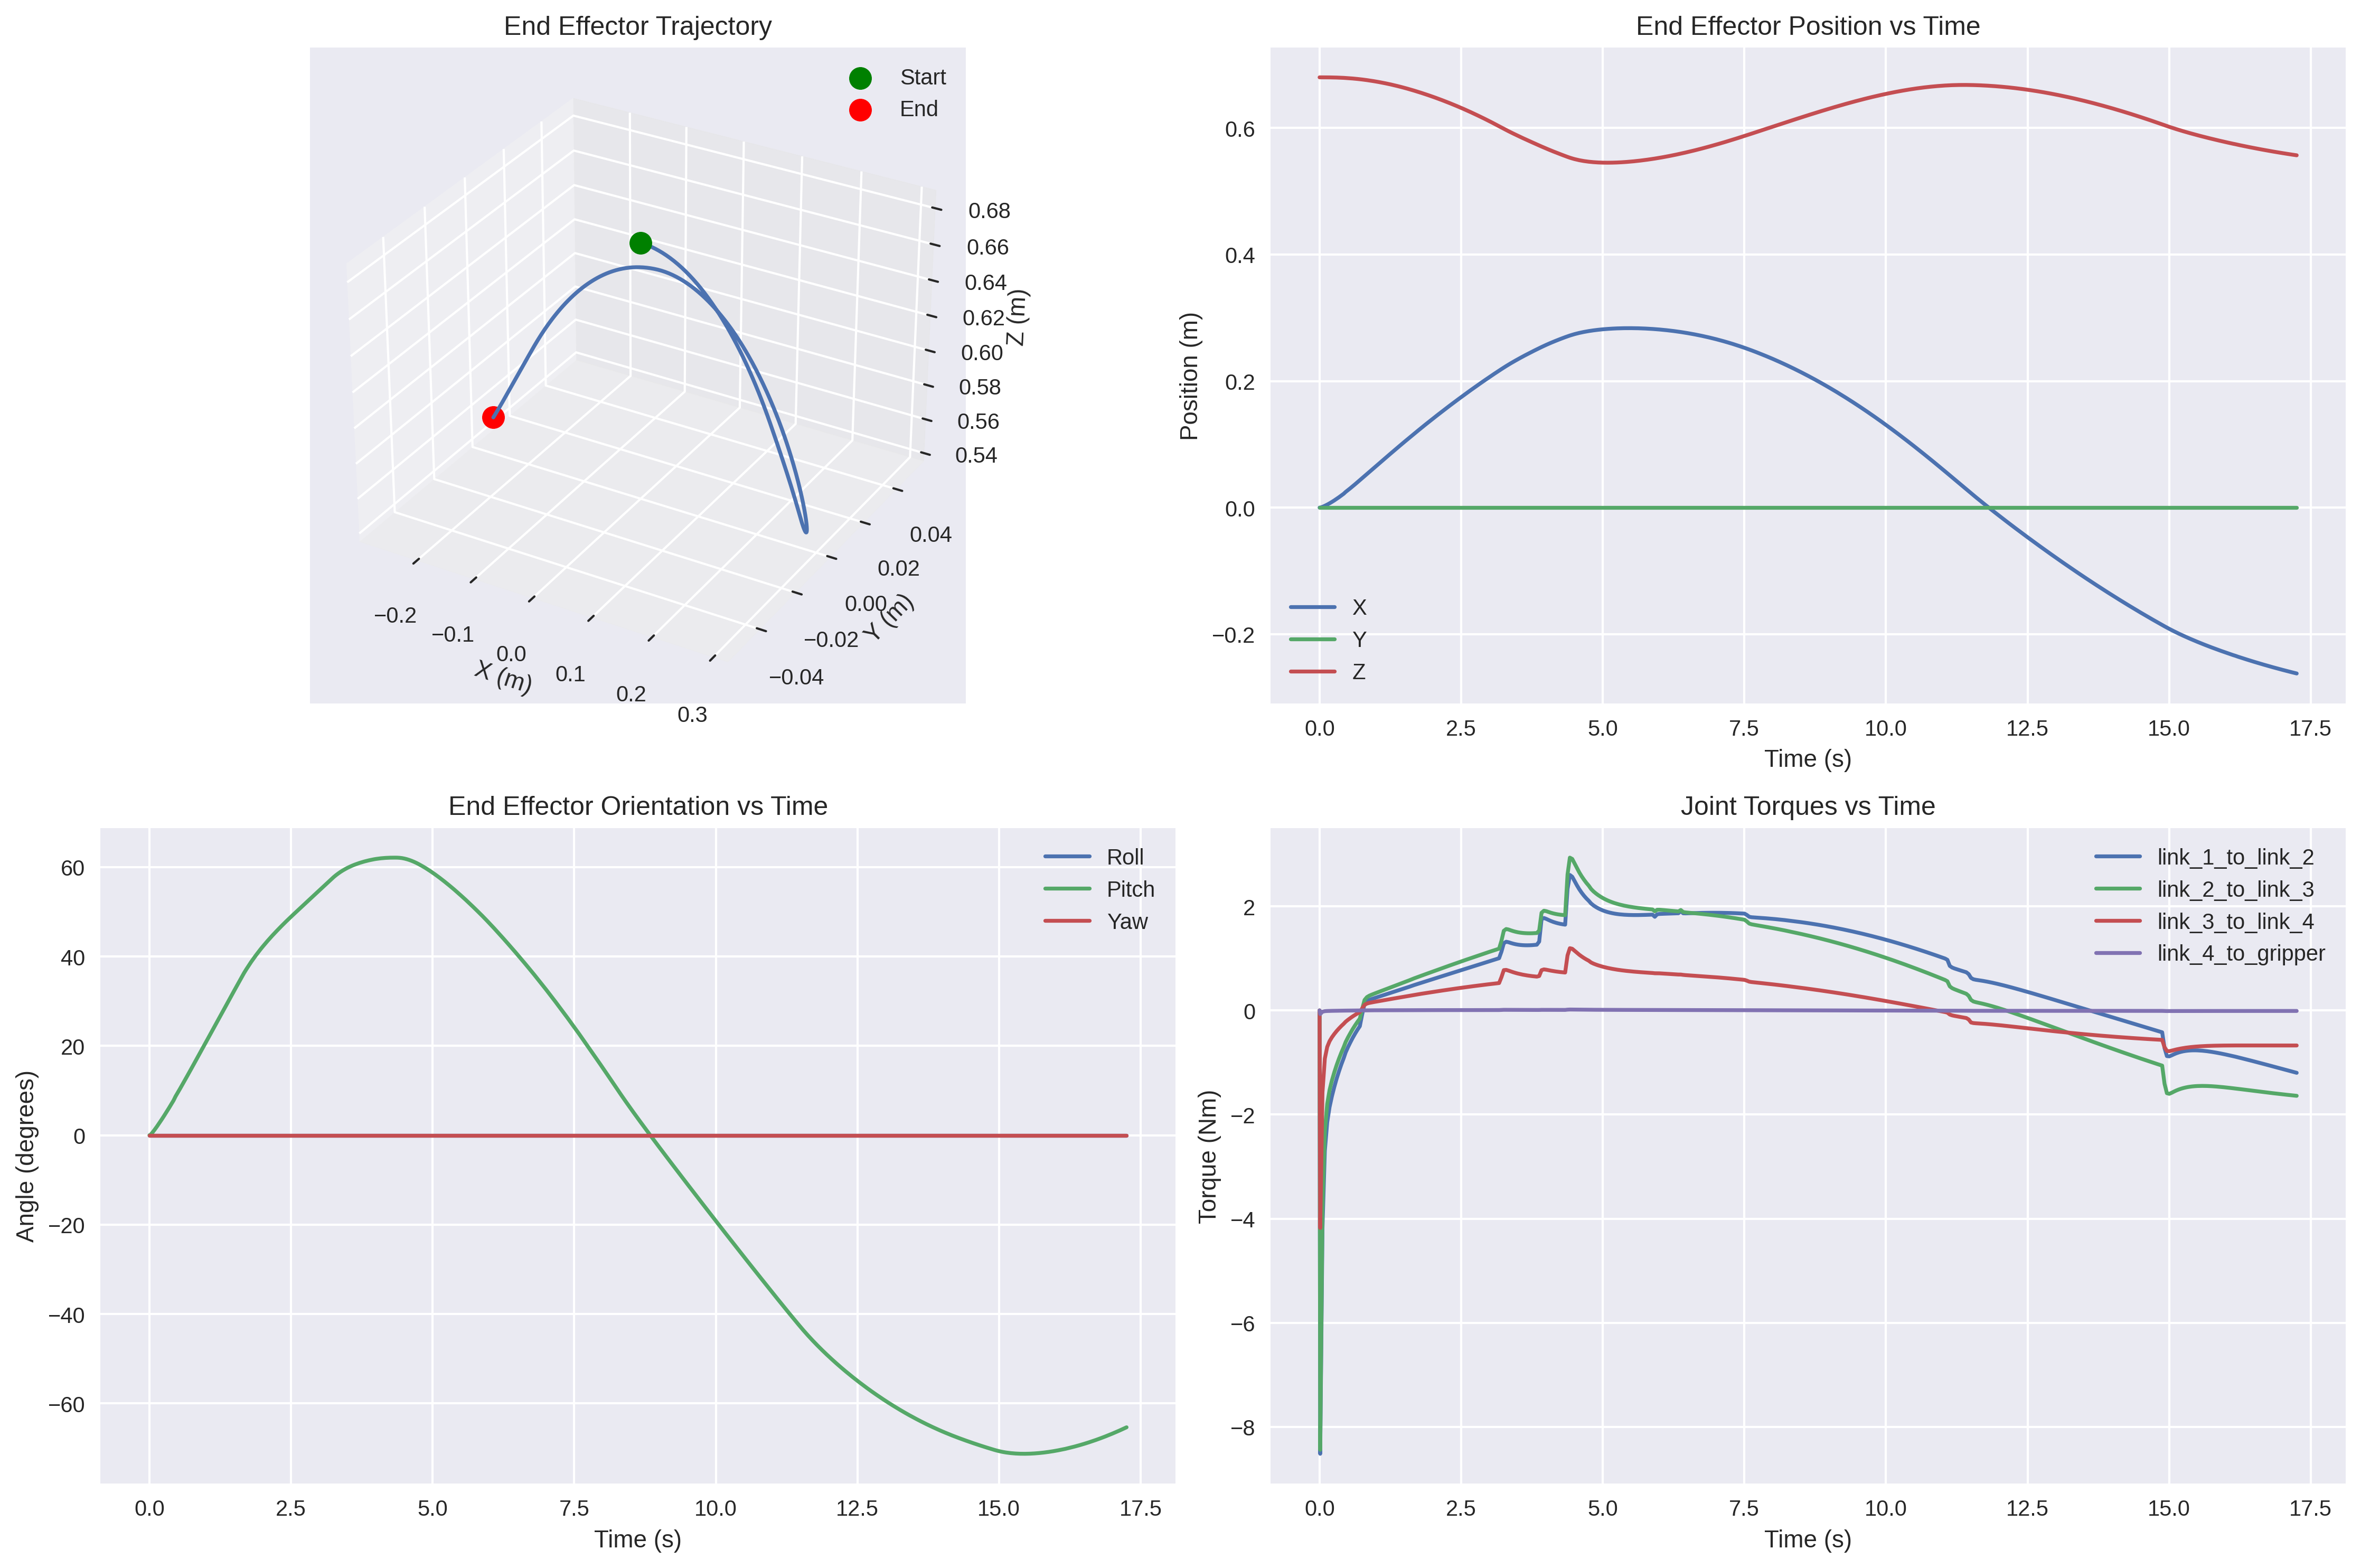 End Effector Trajectory
Start
End
0.68
0.66
0.64
0.62
0.60
0.58
0.56
0.54
Z (m)
0.04
0.02
0.00
−0.02
−0.04
Y (m)
−0.2
−0.1
0.0
0.1
0.2
0.3
X (m)
End Effector Position vs Time
0.6
0.4
0.2
0.0
−0.2
Position (m)
X
Y
Z
0.0 2.5 5.0 7.5 10.0 12.5 15.0 17.5
Time (s)
End Effector Orientation vs Time
60
40
20
0
−20
−40
−60
Angle (degrees)
Roll
Pitch
Yaw
0.0 2.5 5.0 7.5 10.0 12.5 15.0 17.5
Time (s)
Joint Torques vs Time
2
0
−2
−4
−6
−8
Torque (Nm)
link_1_to_link_2
link_2_to_link_3
link_3_to_link_4
link_4_to_gripper
0.0 2.5 5.0 7.5 10.0 12.5 15.0 17.5
Time (s)